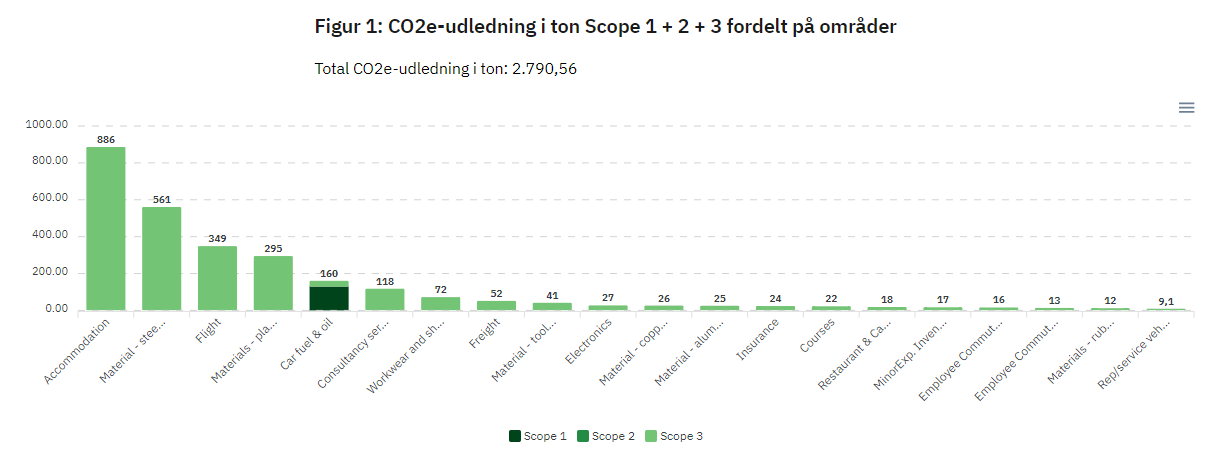 Figur 1: CO2e-udledning i ton Scope 1 + 2 + 3 fordelt på områder
Total CO2e-udledning i ton: 2.790,56
1000.00
800.00
600.00
400.00
200.00
0.00
886
561
349
295
160
118
72
52
41
27
26
25
24
22
18
17
16
13
12
9,1
Accommodation
Material - stee...
Flight
Materials - pla...
Car fuel & oil
Consultancy ser...
Workwear and sh...
Freight
Material - tool...
Electronics
Material - copp...
Material - alum...
Insurance
Courses
Restaurant & Ca...
MinorExp. Inven...
Employee Commut...
Employee Commut...
Materials - rub...
Rep/service veh...
Scope 1
Scope 2
Scope 3